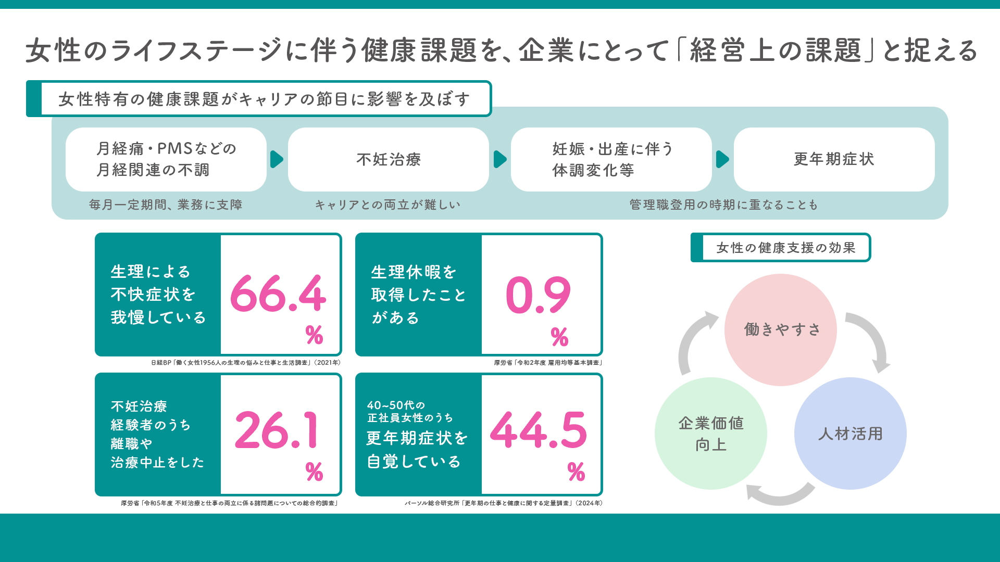 女性のライフステージに伴う健康課題を、企業にとって「経営上の課題」と捉える
女性特有の健康課題がキャリアの節目に影響を及ぼす
月経痛・PMSなどの
月経関連の不調
不妊治療
妊娠・出産に伴う
体調変化等
更年期症状
毎月一定期間、業務に支障
キャリアとの両立が難しい
管理職登用の時期に重なることも
生理による
不快症状を
我慢している
66.4
%
日経BP「働く女性1956人の生理の悩みと仕事と生活調査」（2021年）
生理休暇を
取得したこと
がある
0.9
%
厚労省「令和2年度 雇用均等基本調査」
不妊治療
経験者のうち
離職や
治療中止をした
26.1
%
厚労省「令和5年度 不妊治療と仕事の両立に係る諸問題についての総合的調査」
40~50代の
正社員女性のうち
更年期症状を
自覚している
44.5
%
パーソル総合研究所「更年期の仕事と健康に関する定量調査」（2024年）
女性の健康支援の効果
働きやすさ
人材活用
企業価値
向上